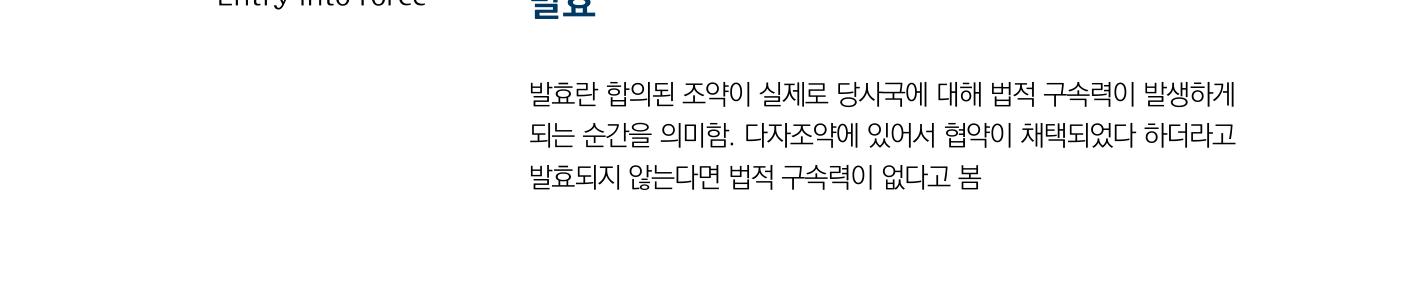 Entry into Force
발효
발효란 합의된 조약이 실제로 당사국에 대해 법적 구속력이 발생하게
되는 순간을 의미함. 다자조약에 있어서 협약이 채택되었다 하더라고
발효되지 않는다면 법적 구속력이 없다고 봄